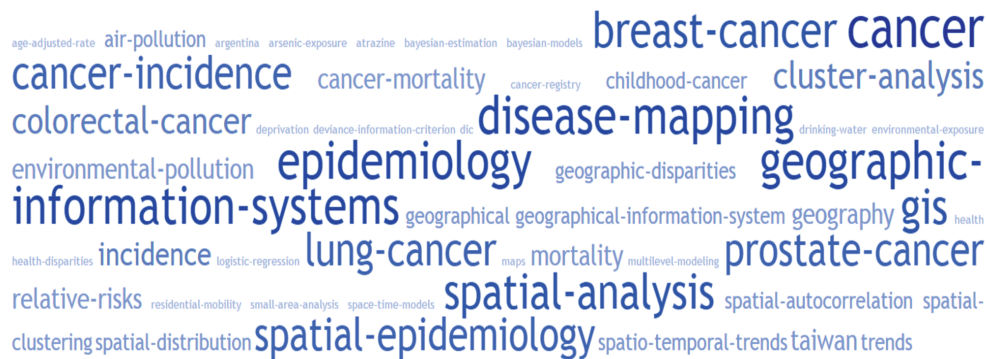 age-adjusted-rate air-pollution argentina arsenic-exposure atrazine bayesian-estimation bayesian-models breast-cancer cancer
cancer-incidence cancer-mortality cancer-registry childhood-cancer cluster-analysis
colorectal-cancer deprivation deviance-information-criterion dic disease-mapping drinking-water environmental-exposure
environmental-pollution epidemiology geographic-disparities geographic-
information-systems geographical geographical-information-system geography gis health
health-disparities incidence logistic-regression lung-cancer maps mortality multilevel-modeling prostate-cancer
relative-risks residential-mobility small-area-analysis space-time-models spatial-analysis spatial-autocorrelation spatial-
clustering spatial-distribution spatial-epidemiology spatio-temporal-trends taiwan trends